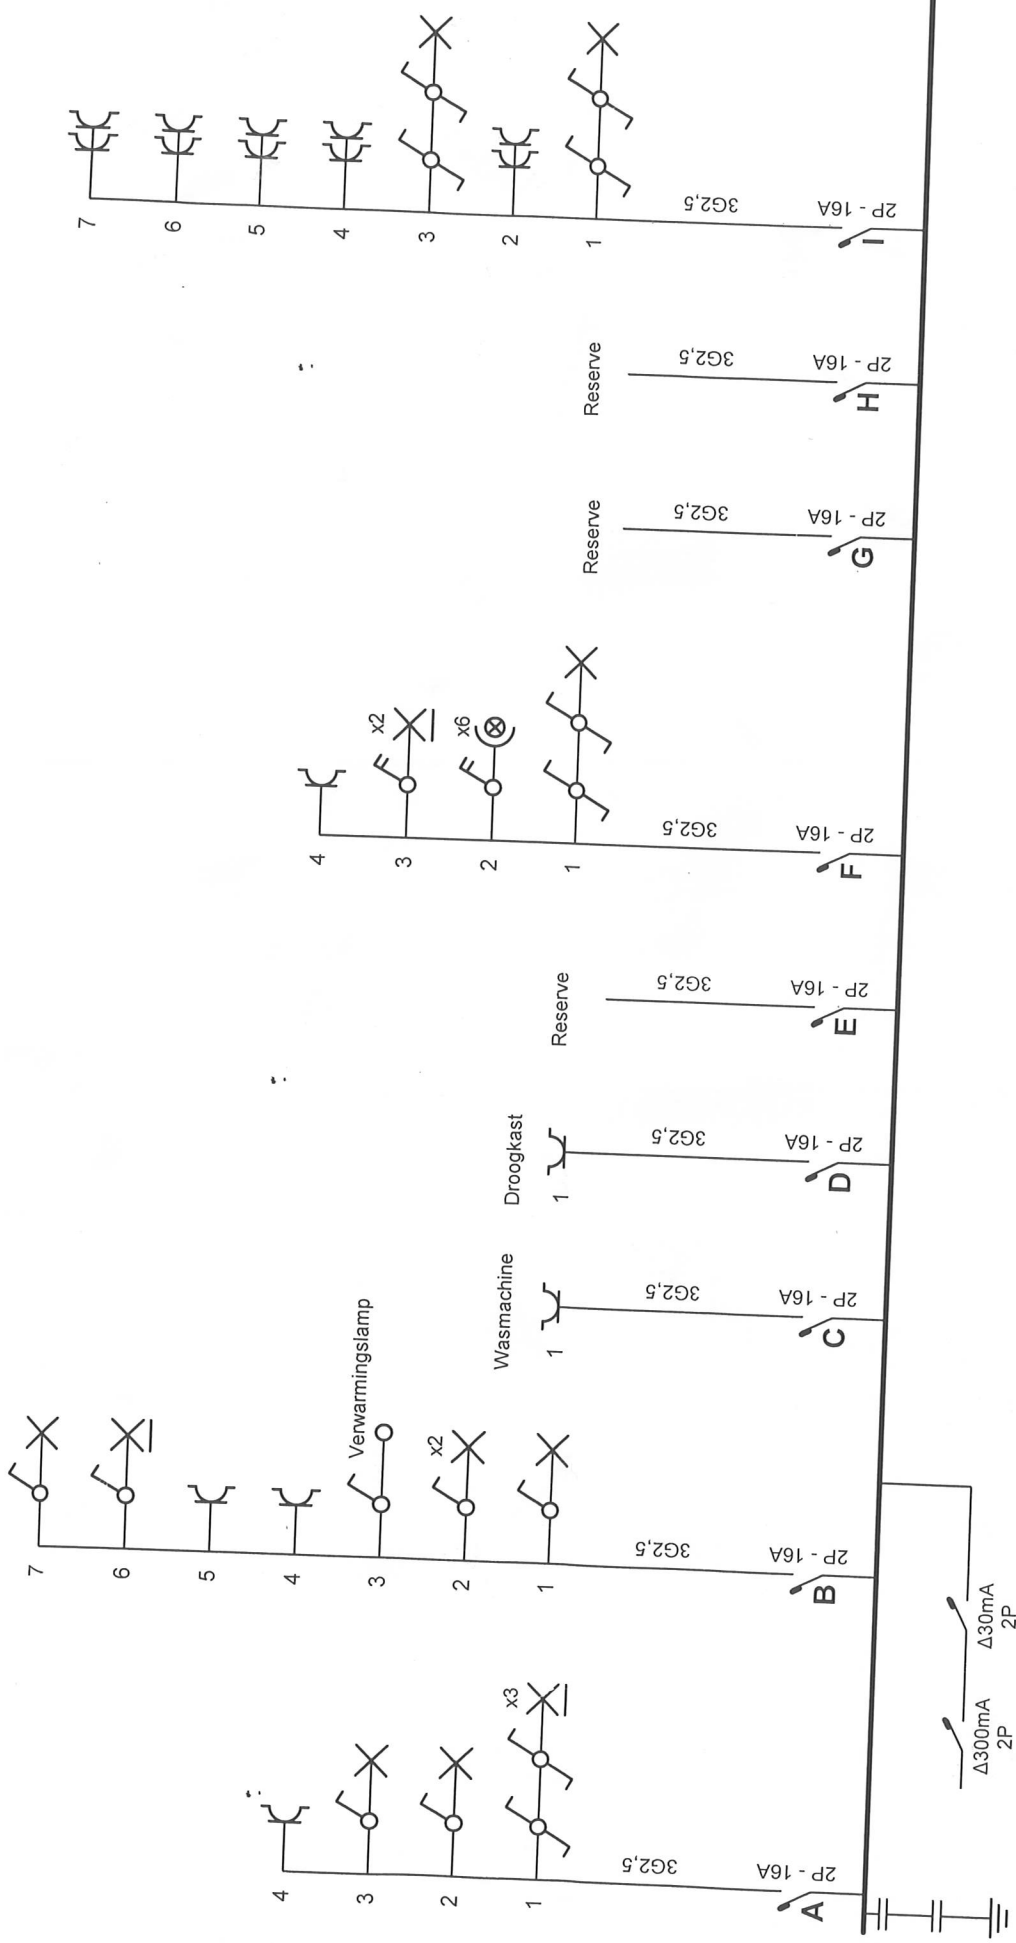 7
6
5
4
3
2
1
3G2,5
2P - 16A
I
Reserve
3G2,5
2P - 16A
H
Reserve
3G2,5
2P - 16A
G
4
x2
3
x6
2
1
3G2,5
2P - 16A
F
Reserve
3G2,5
2P - 16A
E
Droogkast
1
3G2,5
2P - 16A
D
Wasmachine
1
3G2,5
2P - 16A
C
7
6
5
4
Verwarmingslamp
3
x2
2
1
3G2,5
2P - 16A
B
Δ30mA
2P
Δ300mA
2P
4
3
2
x3
1
3G2,5
2P - 16A
A